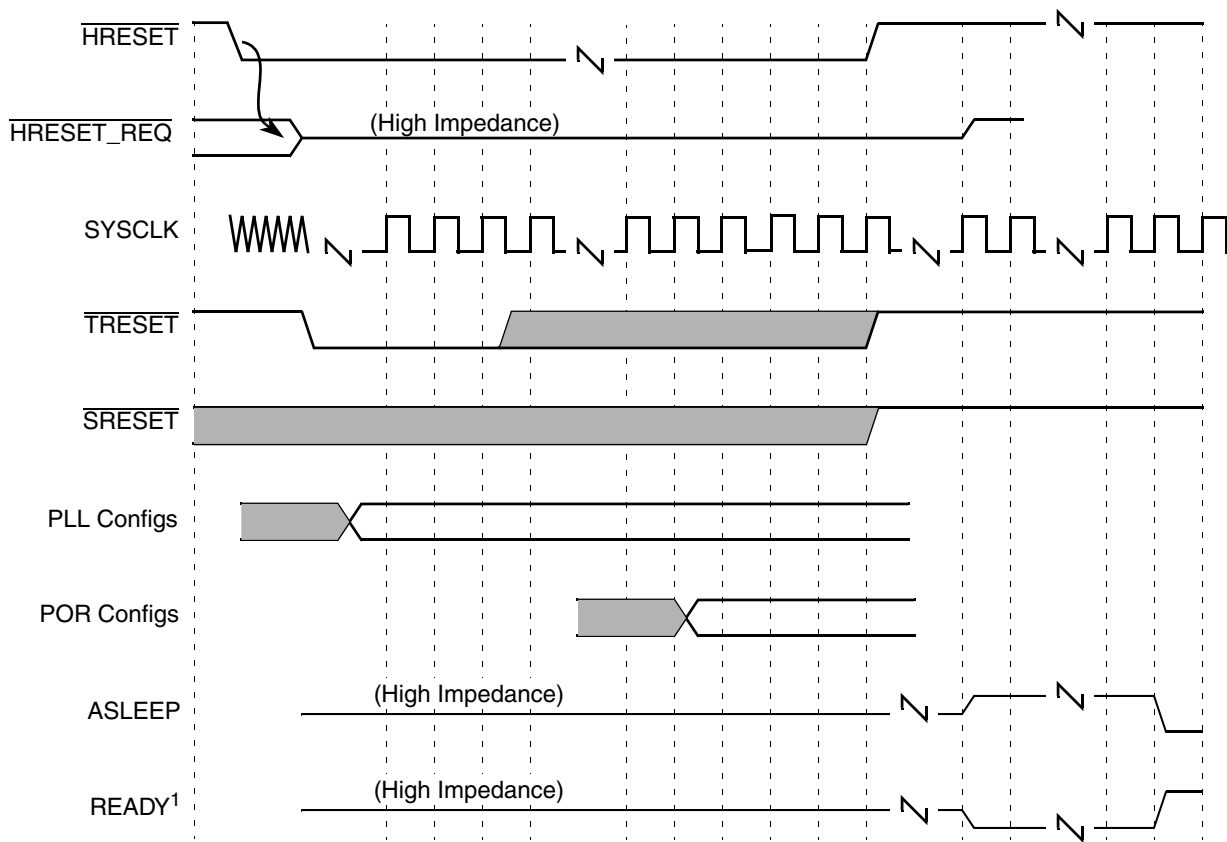 HRESET
HRESET_REQ
(High Impedance)
SYSCLK
TRESET
SRESET
PLL Configs
POR Configs
ASLEEP
(High Impedance)
READY1
(High Impedance)